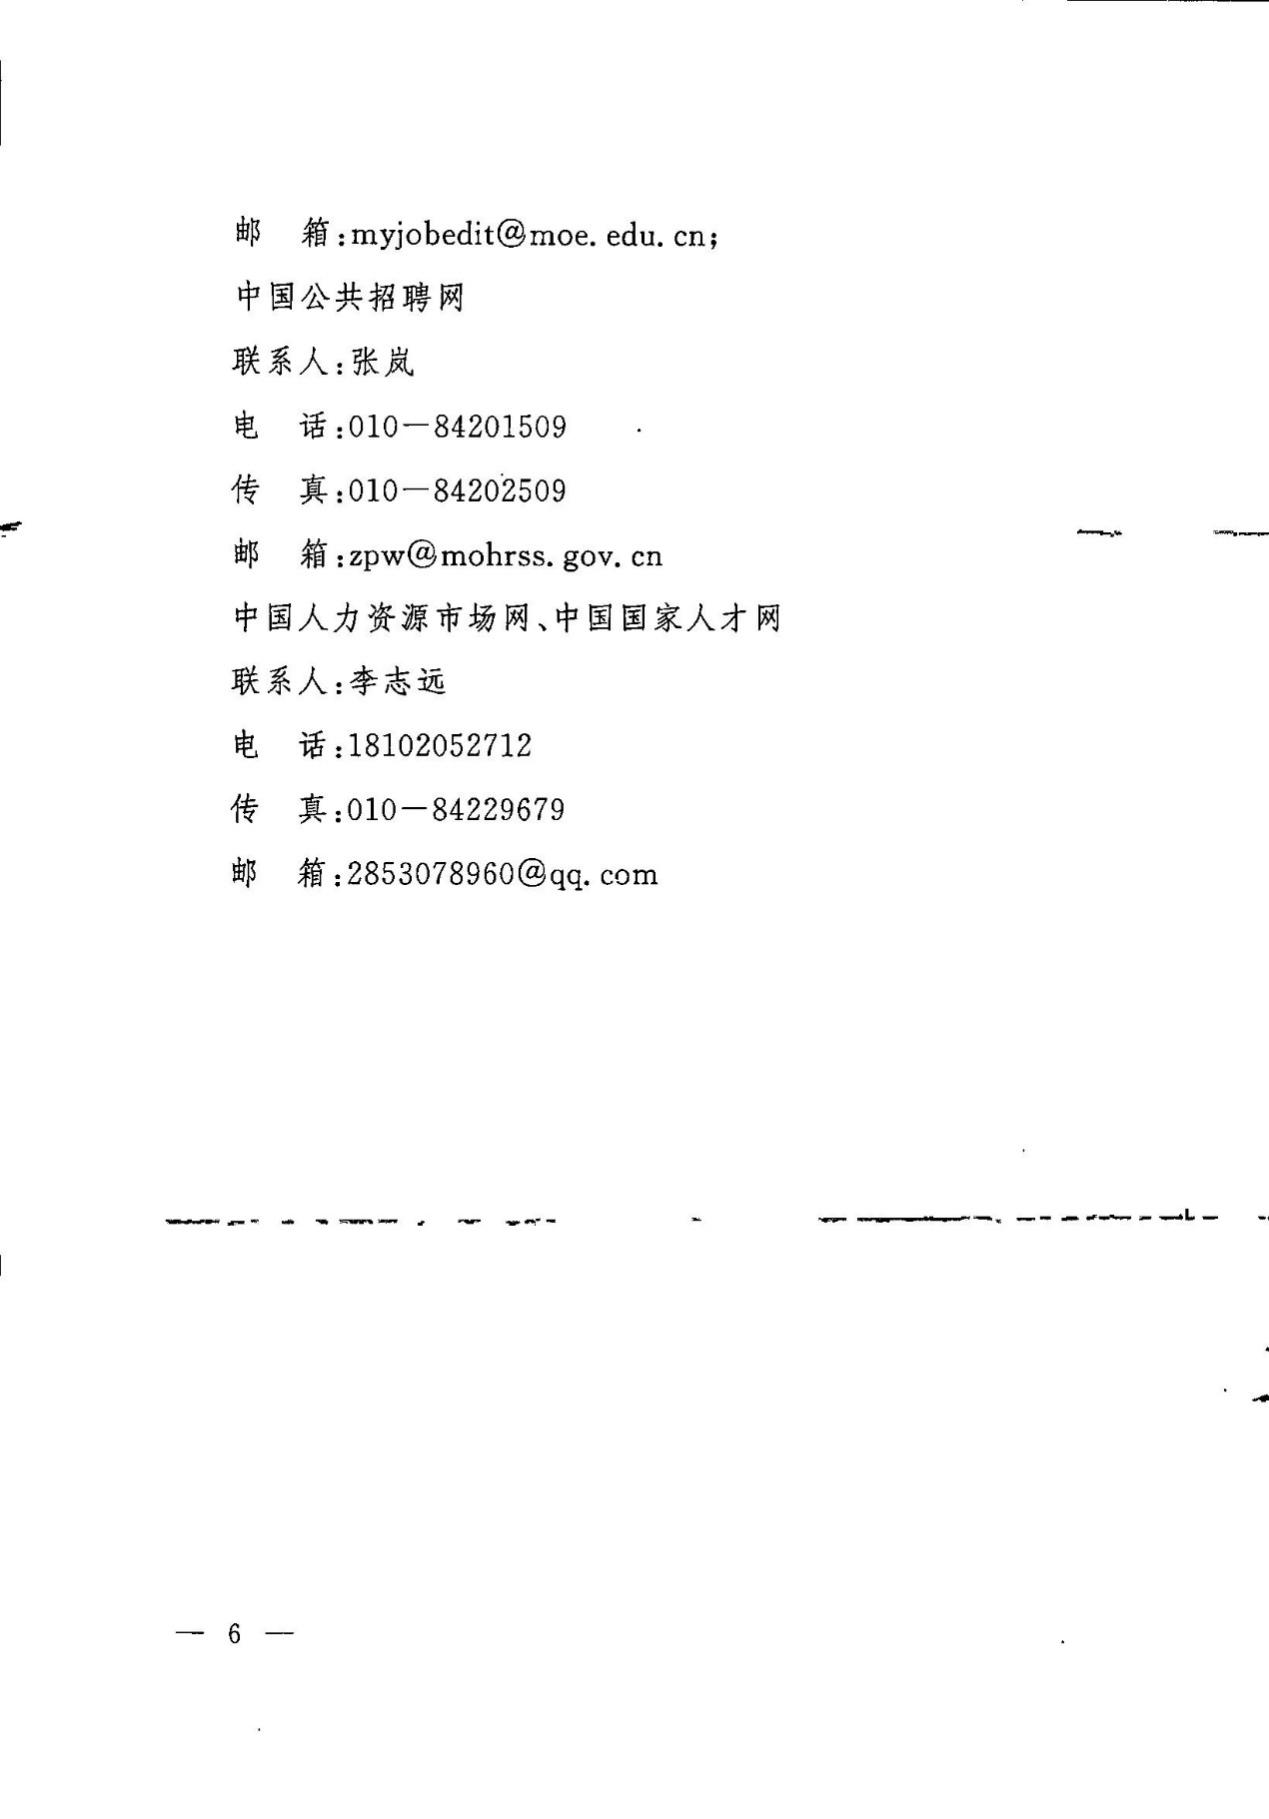 邮　箱:myjobedit@moe.edu.cn;
中国公共招聘网
联系人:张岚
电　话:010－84201509
传　真:010－84202509
邮　箱:zpw@mohrss.gov.cn
中国人力资源市场网、中国国家人才网
联系人:李志远
电　话:18102052712
传　真:010－84229679
邮　箱:2853078960@qq.com
— 6 —